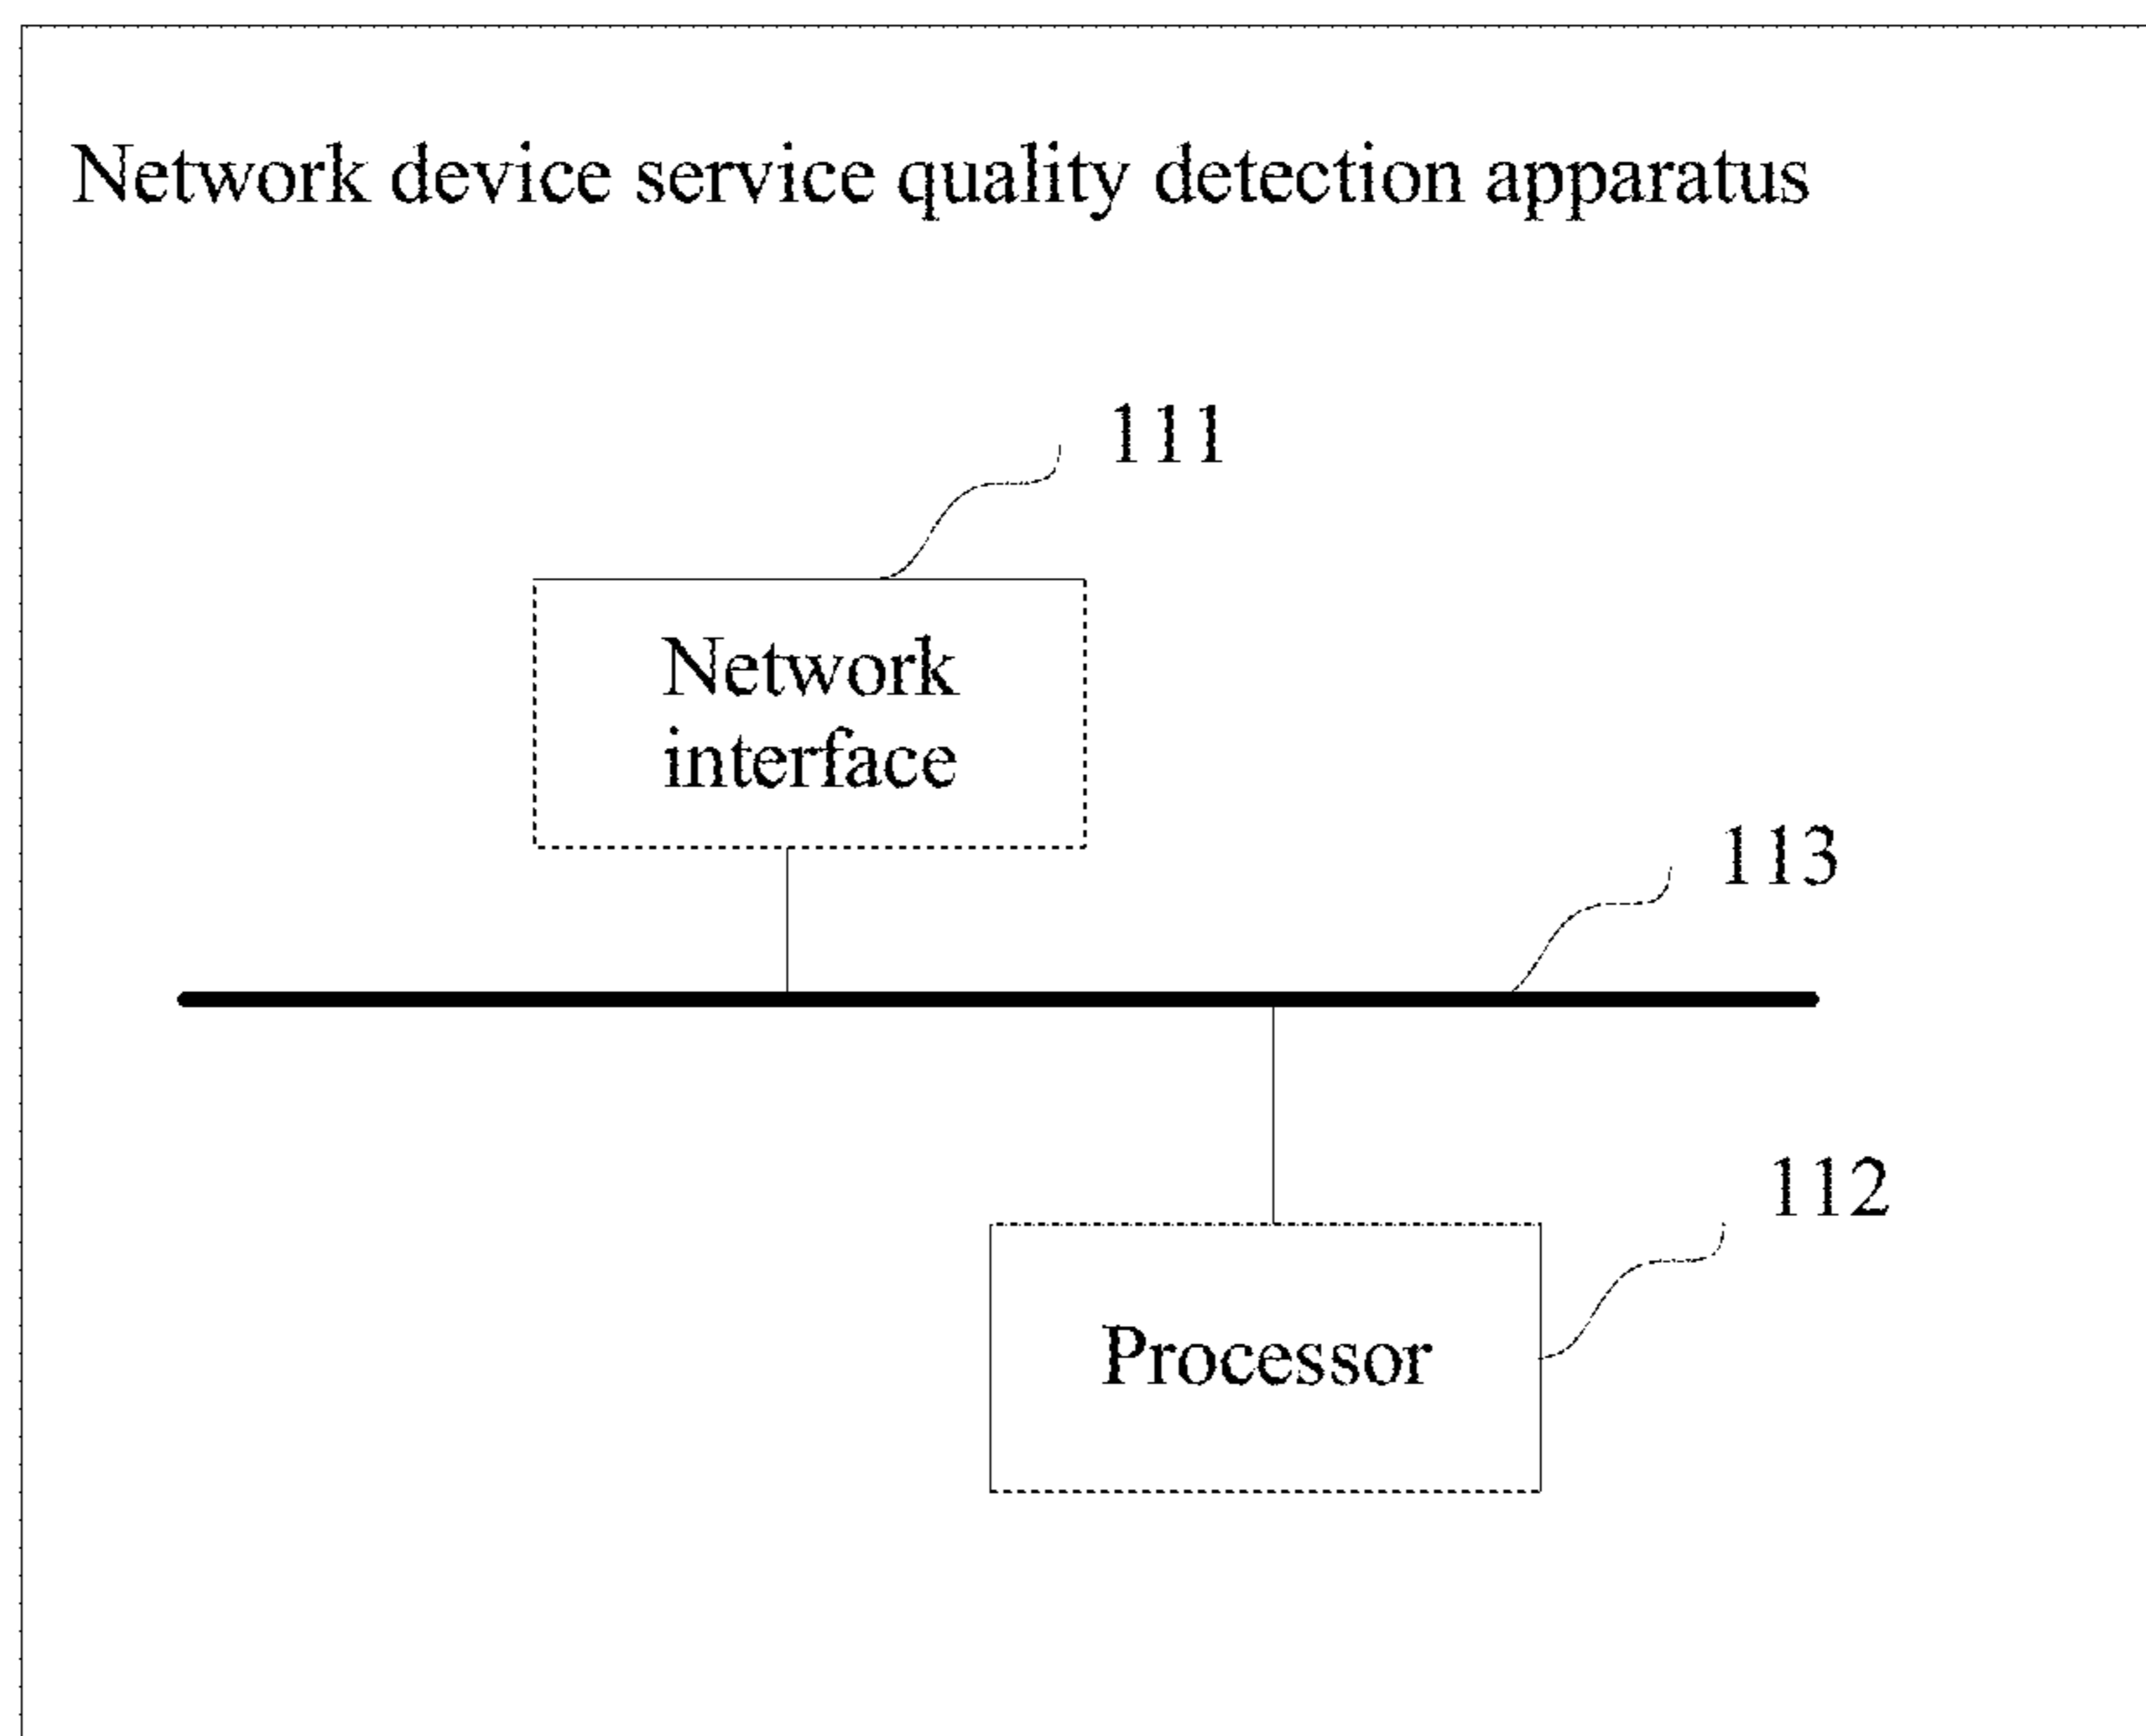 Network device service quality detection apparatus
111
Network
interface
113
112
Processor